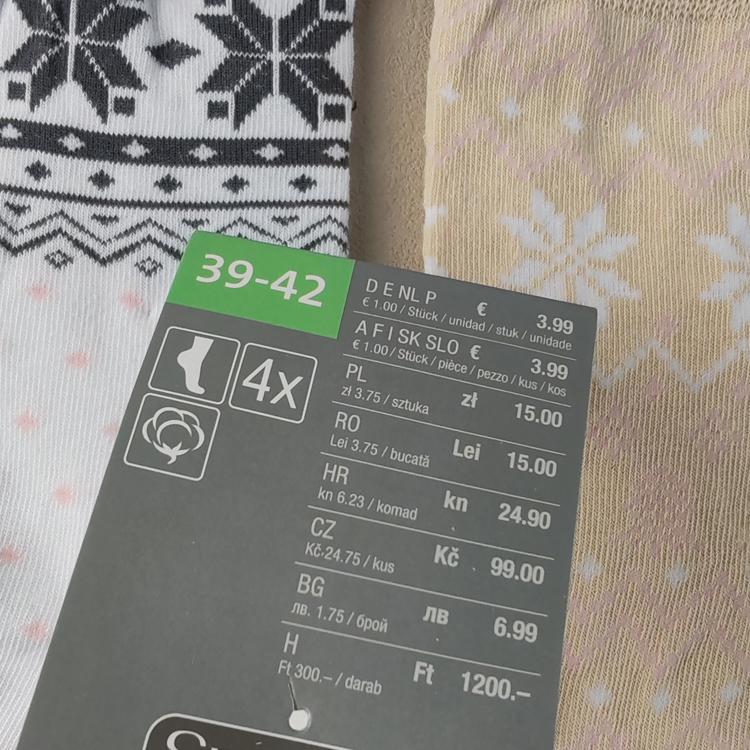 39-42
4x
D E NL P € 3.99
€ 1.00 / Stück / unidad / stuk / unidade
A F I SK SLO € 3.99
€ 1.00 / Stück / pièce / pezzo / kus / kos
PL zł 15.00
zł 3.75 / sztuka
RO Lei 15.00
Lei 3.75 / bucată
HR kn 24.90
kn 6.23 / komad
CZ Kč 99.00
Kč 24.75 / kus
BG лв 6.99
лв. 1.75 / брой
H Ft 1200.–
Ft 300.– / darab